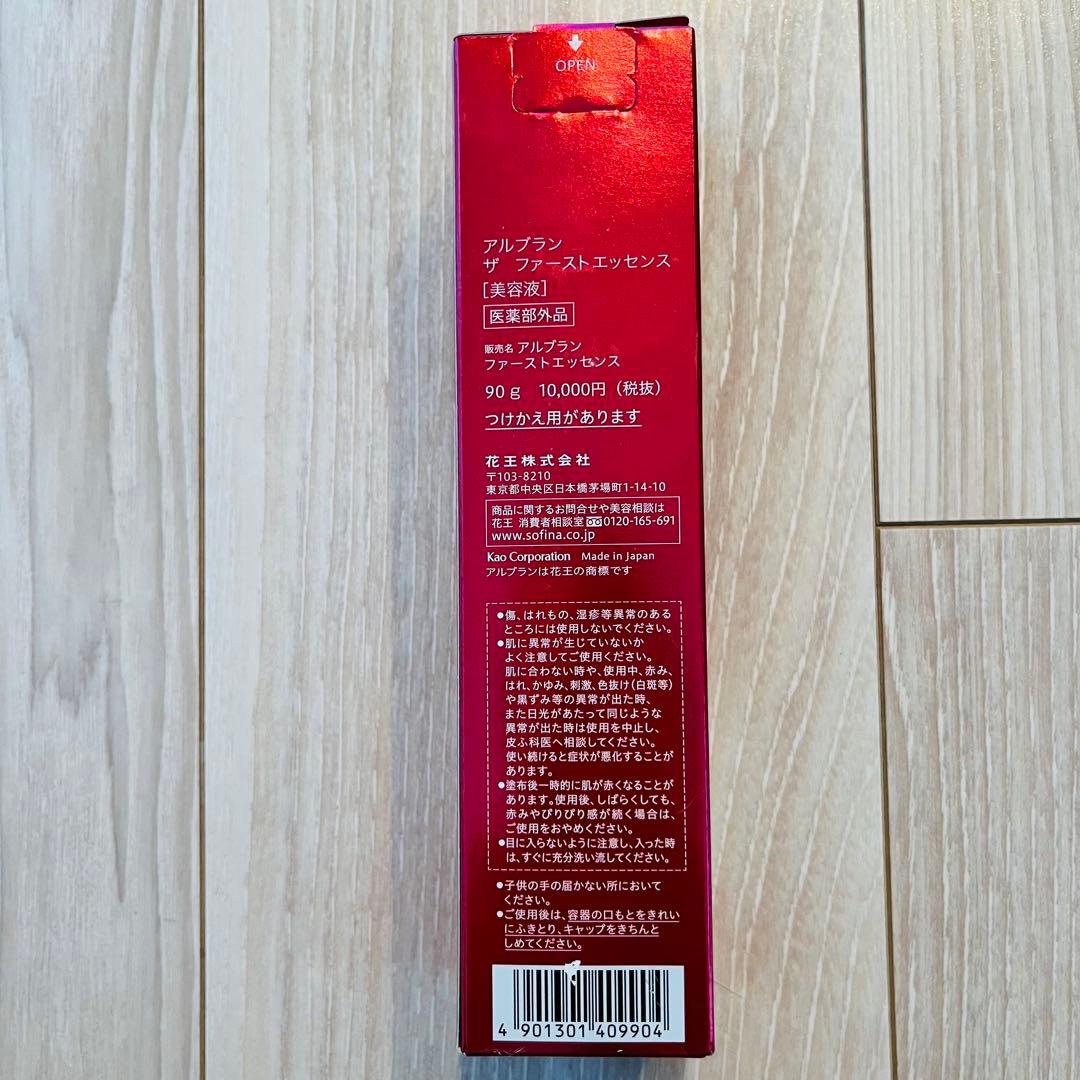 OPEN
アルブラン
ザ ファーストエッセンス
[美容液]
医薬部外品
販売名 アルブラン
ファーストエッセンス
90g 10,000円（税抜）
つけかえ用があります
花王株式会社
〒103-8210
東京都中央区日本橋茅場町1-14-10
商品に関するお問合せや美容相談は
花王 消費者相談室 0120-165-691
www.sofina.co.jp
Kao Corporation Made in Japan
アルブランは花王の商標です
●傷、はれもの、湿疹等異常のある
ところには使用しないでください。
●肌に異常が生じていないか
よく注意してご使用ください。
肌に合わない時や、使用中、赤み、
はれ、かゆみ、刺激、色抜け（白斑等）
や黒ずみ等の異常が出た時、
また日光があたって同じような
異常が出た時は使用を中止し、
皮ふ科医へ相談してください。
使い続けると症状が悪化することが
あります。
●塗布後一時的に肌が赤くなることが
あります。使用後、しばらくしても、
赤みやぴりぴり感が続く場合は、
ご使用をおやめください。
●目に入らないように注意し、入った時
は、すぐに充分洗い流してください。
●子供の手の届かない所において
ください。
●ご使用後は、容器の口もとをきれい
にふきとり、キャップをきちんと
しめてください。
4 901301 409904